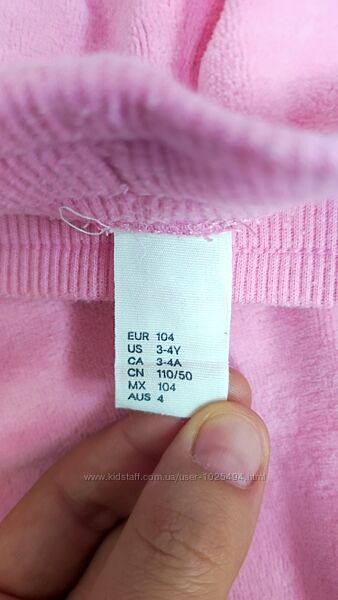 EUR 104
US 3-4Y
CA 3-4A
CN 110/50
MX 104
AUS 4
www.kidstaff.com.ua/user-1025494.html